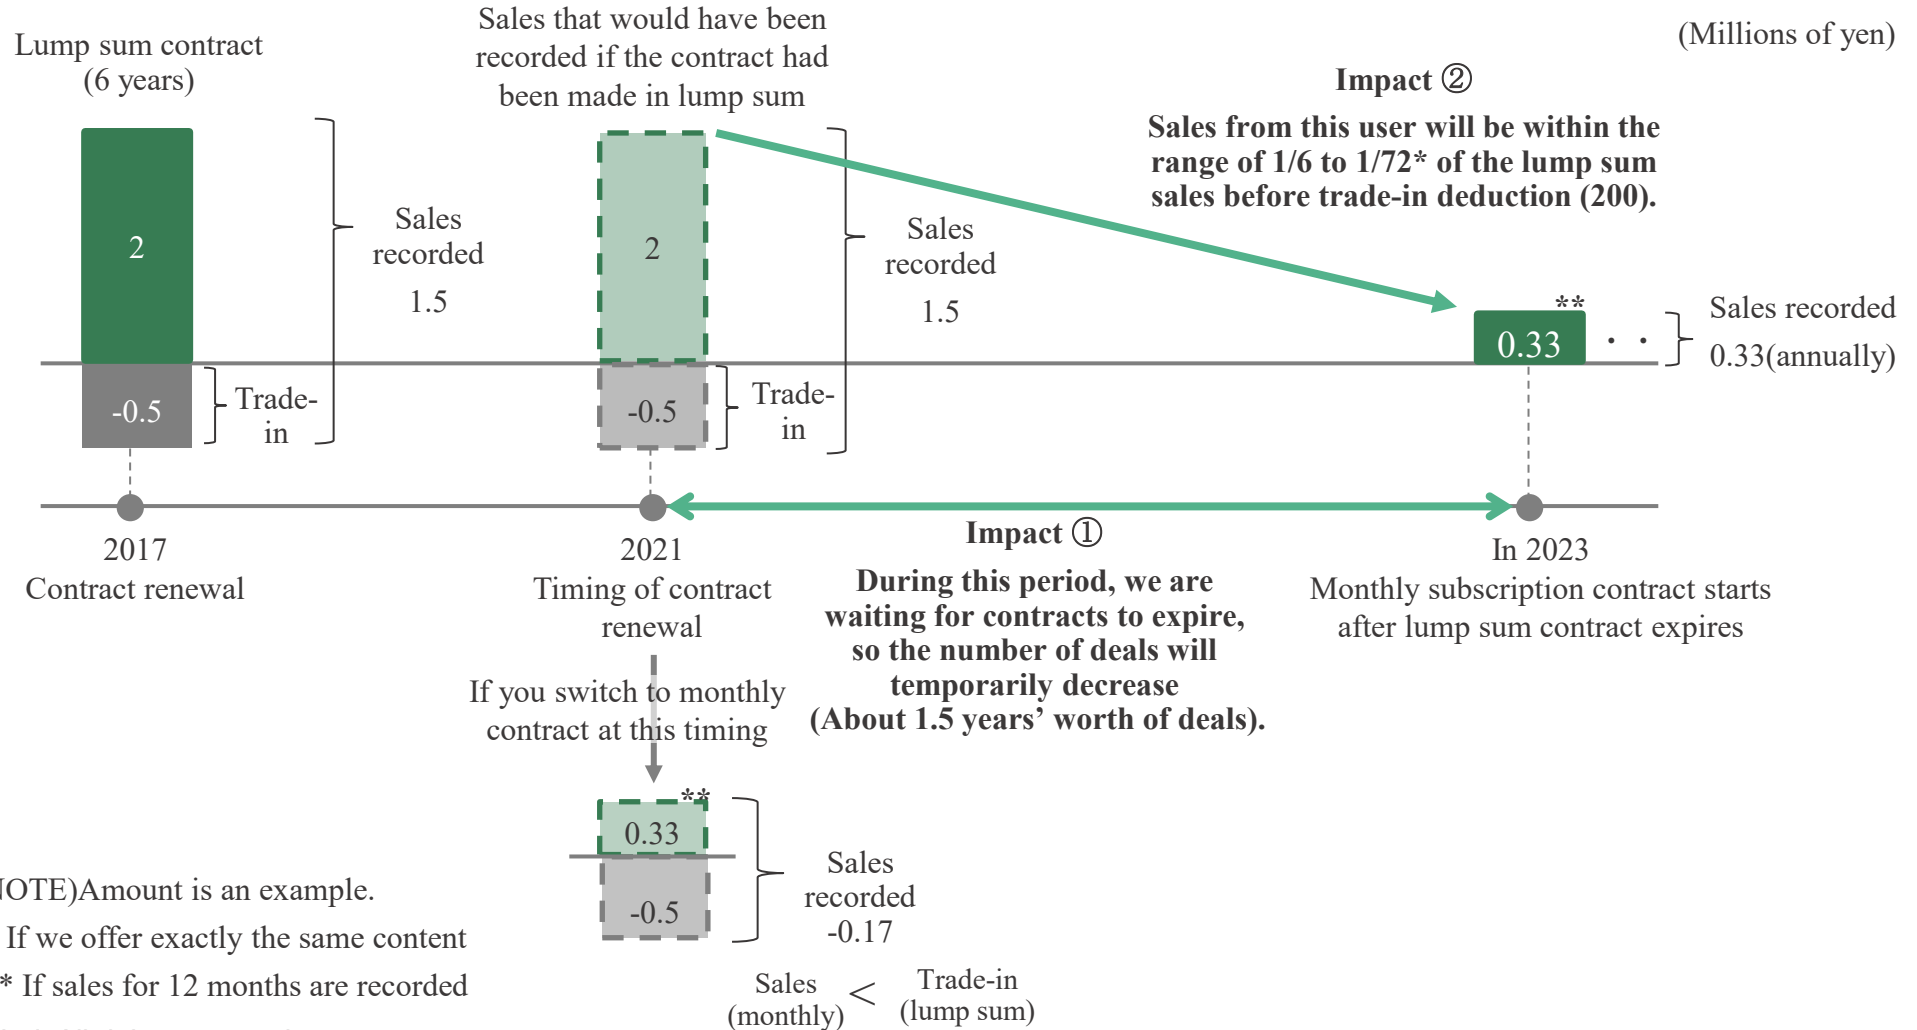 (Millions of yen)
Lump sum contract
(6 years)
2
-0.5
Trade-
in
Sales
recorded
1.5
Sales that would have been
recorded if the contract had
been made in lump sum
2
-0.5
Trade-
in
Sales
recorded
1.5
Impact ②
Sales from this user will be within the
range of 1/6 to 1/72* of the lump sum
sales before trade-in deduction (200).
**
0.33
・・
Sales recorded
0.33(annually)
2017
Contract renewal
2021
Timing of contract
renewal
Impact ①
During this period, we are
waiting for contracts to expire,
so the number of deals will
temporarily decrease
(About 1.5 years’ worth of deals).
In 2023
Monthly subscription contract starts
after lump sum contract expires
If you switch to monthly
contract at this timing
**
0.33
-0.5
Sales
recorded
-0.17
Sales
(monthly)
<
Trade-in
(lump sum)
NOTE)Amount is an example.
If we offer exactly the same content
* If sales for 12 months are recorded